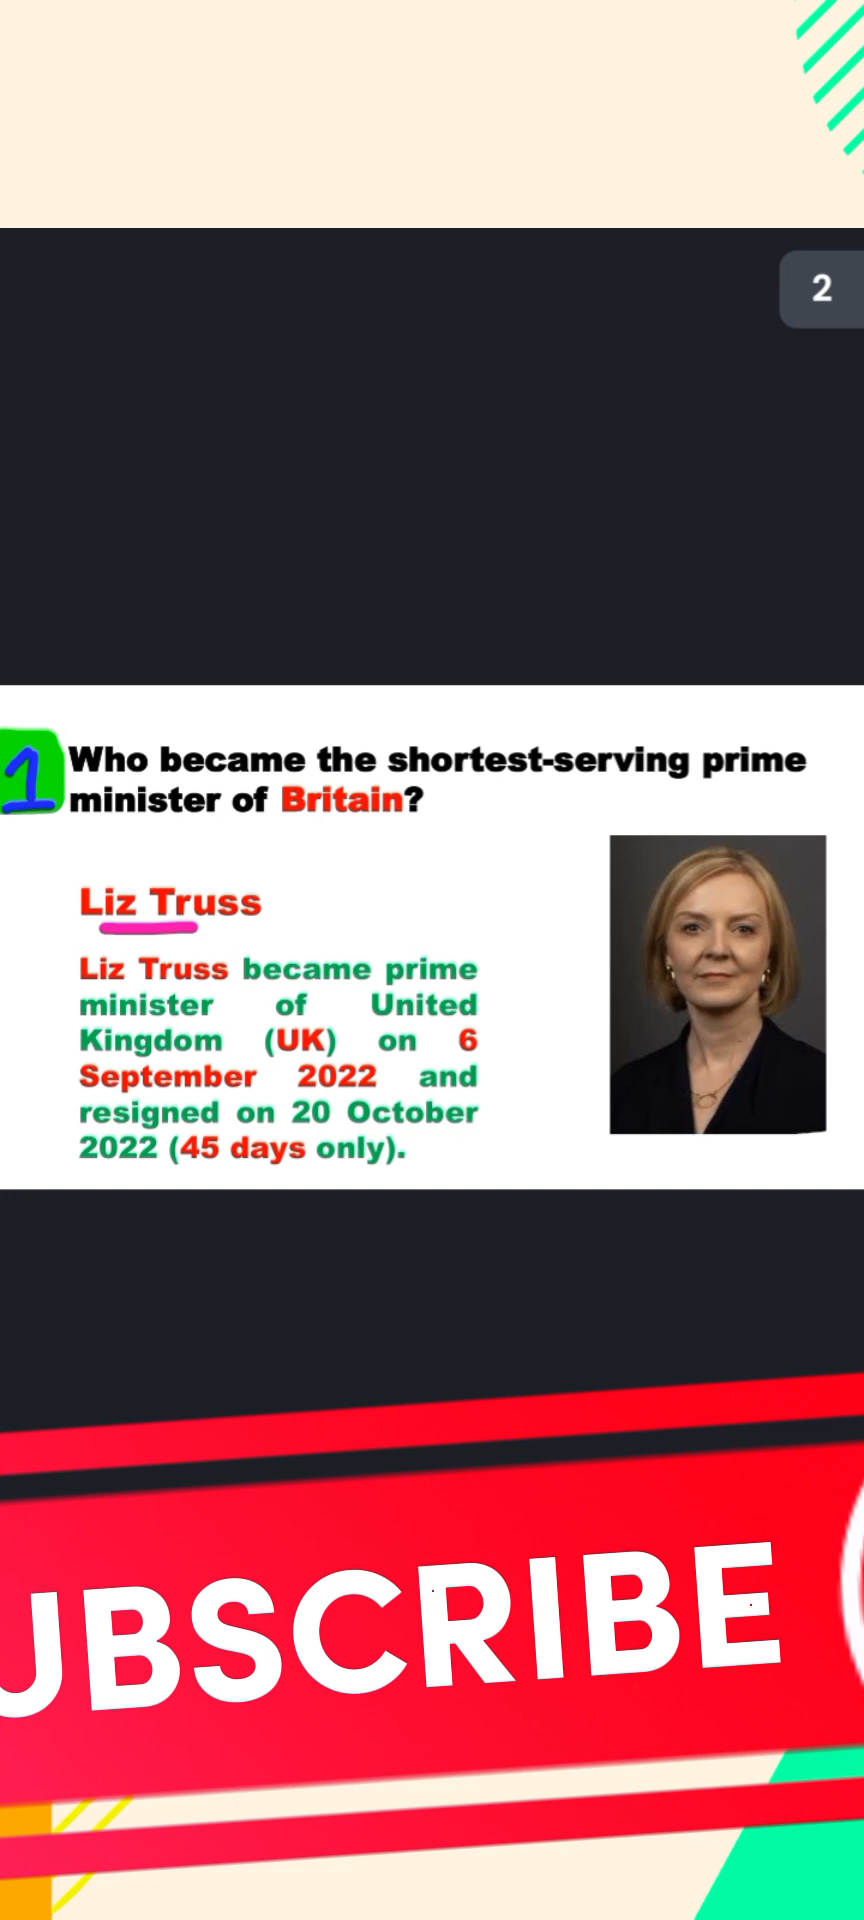 2
1 Who became the shortest-serving prime
minister of Britain?
Liz Truss
Liz Truss became prime
minister of United
Kingdom (UK) on 6
September 2022 and
resigned on 20 October
2022 (45 days only).
UBSCRIBE